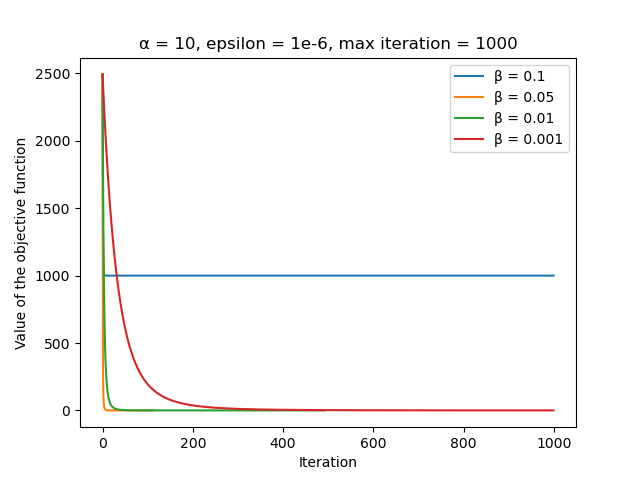 α = 10, epsilon = 1e-6, max iteration = 1000
2500
2000
1500
1000
500
0
Value of the objective function
β = 0.1
β = 0.05
β = 0.01
β = 0.001
0 200 400 600 800 1000
Iteration